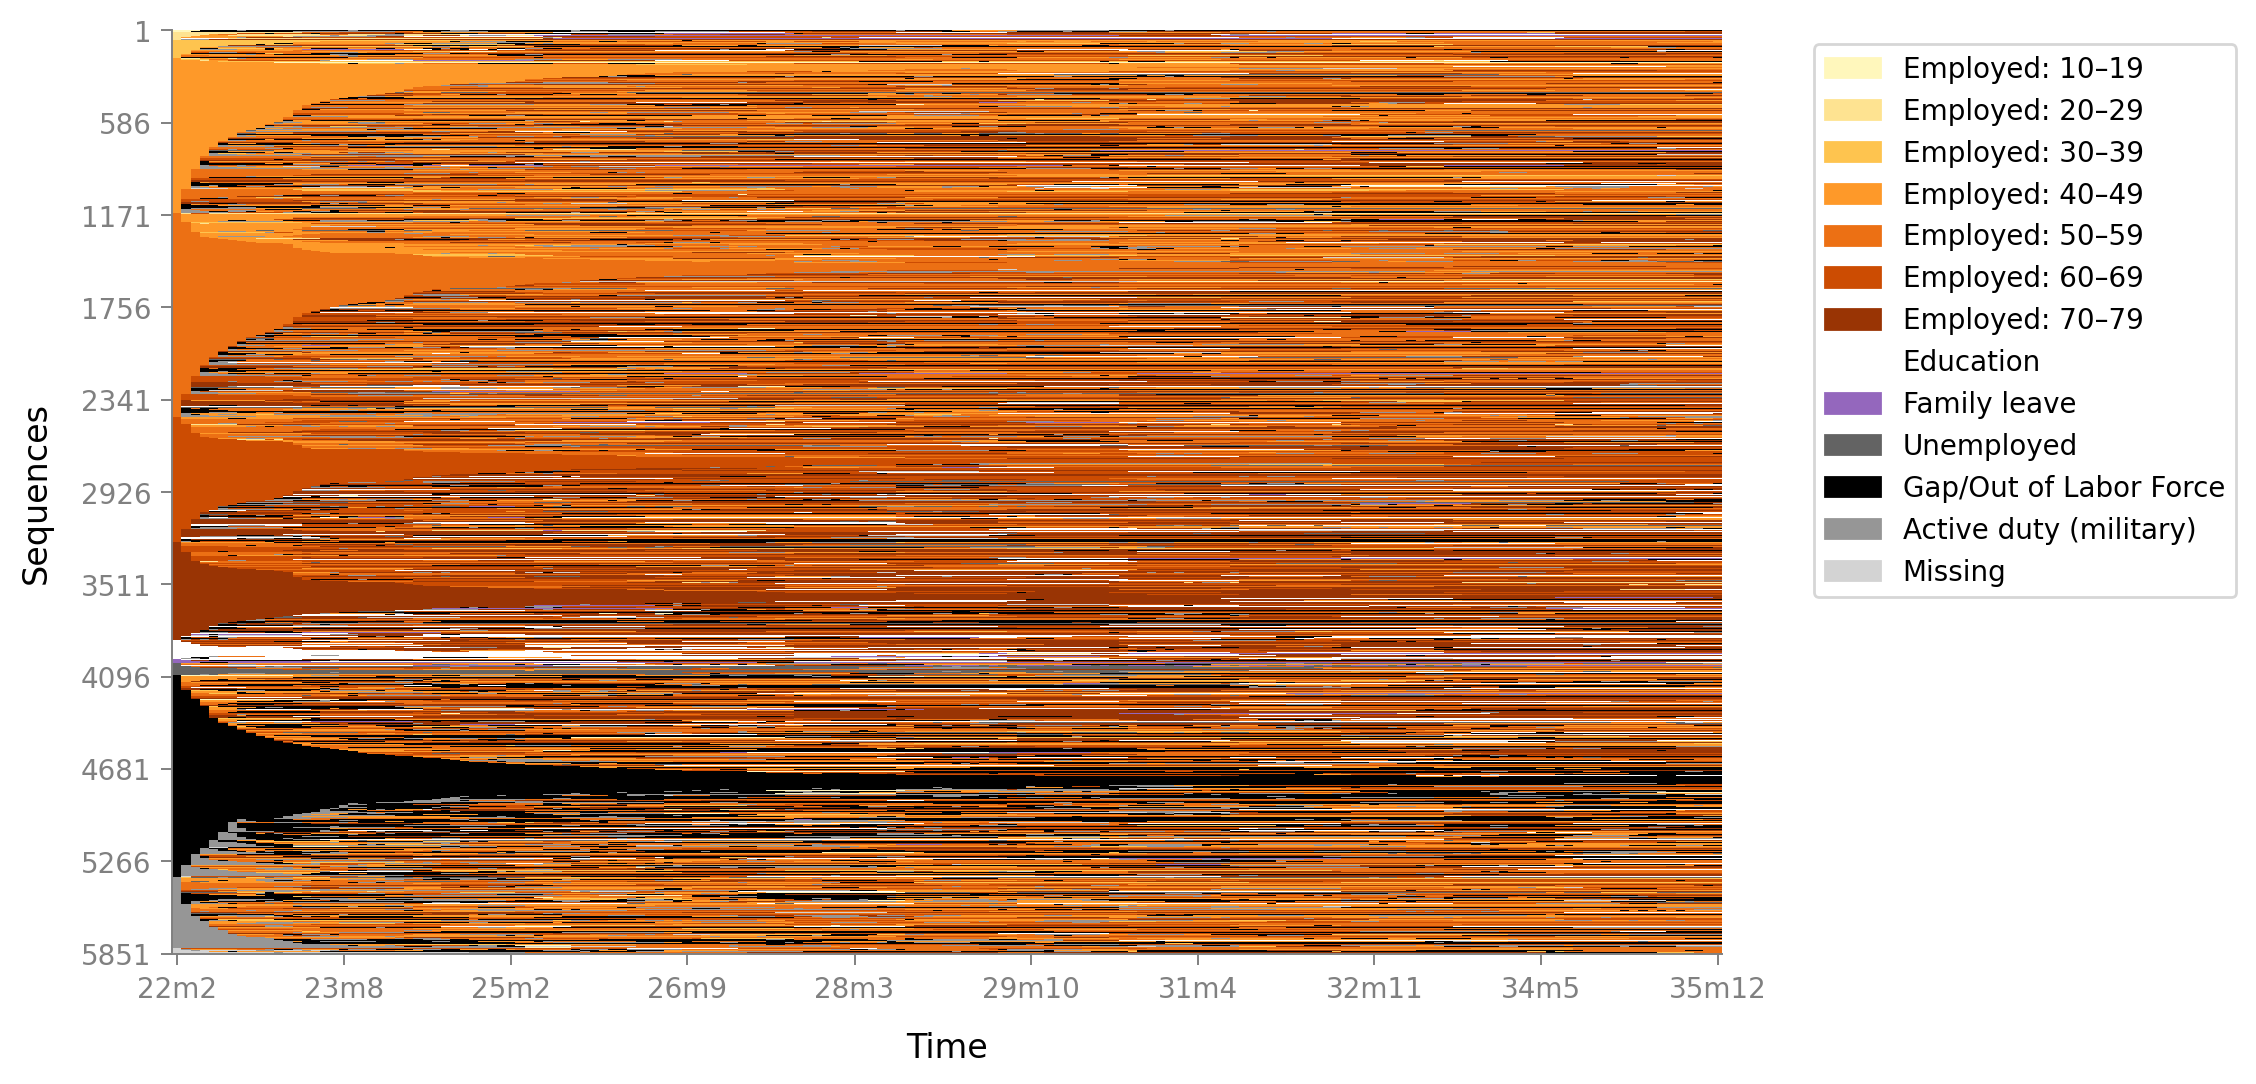 1
586
1171
1756
2341
2926
3511
4096
4681
5266
5851
Sequences
22m2 23m8 25m2 26m9 28m3 29m10 31m4 32m11 34m5 35m12
Time
Employed: 10–19
Employed: 20–29
Employed: 30–39
Employed: 40–49
Employed: 50–59
Employed: 60–69
Employed: 70–79
Education
Family leave
Unemployed
Gap/Out of Labor Force
Active duty (military)
Missing